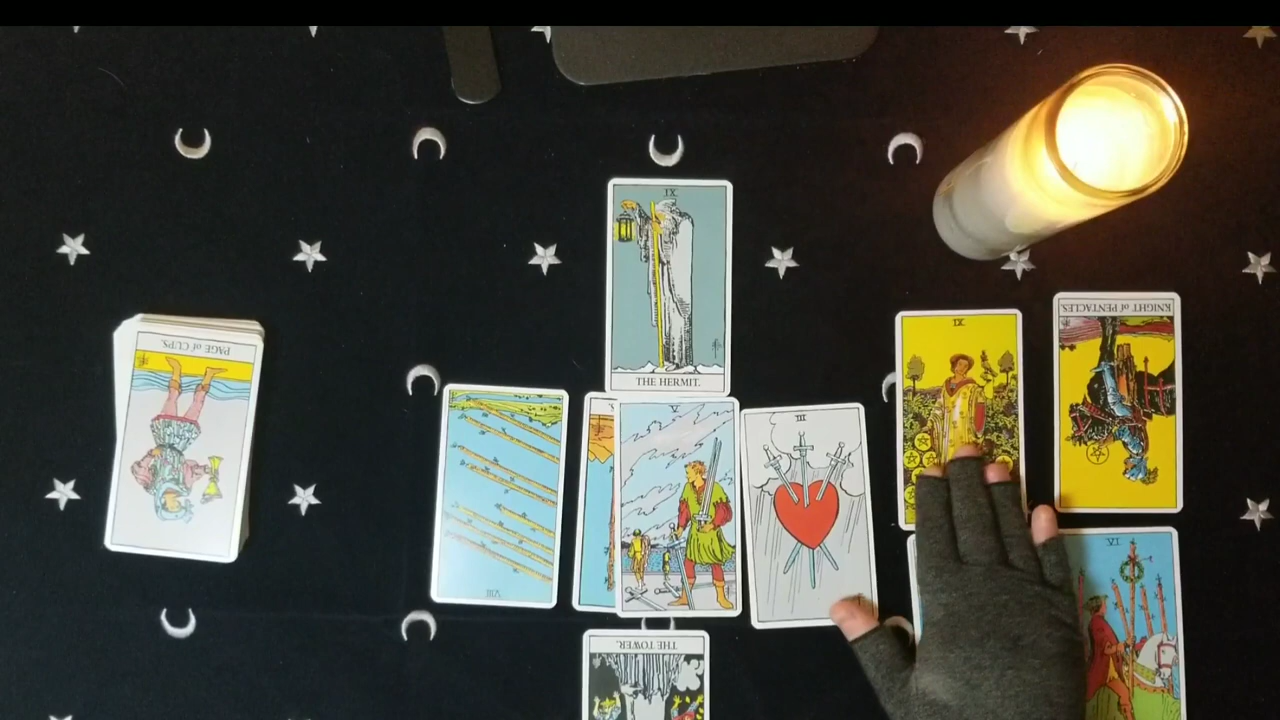 IX
THE HERMIT.
PAGE of CUPS.
VIII
V
III
IX
KNIGHT of PENTACLES.
VI
THE TOWER.